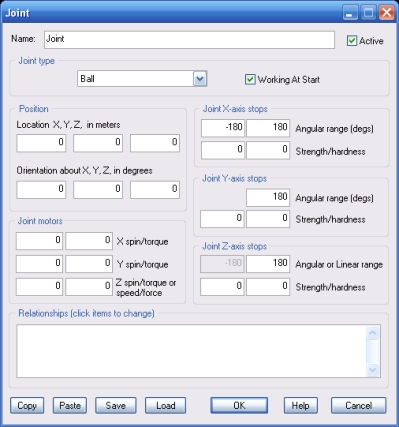 Joint
Name: Joint Active
Joint type
Ball Working At Start
Position
Location X, Y, Z, in meters
0 0 0
Orientation about X, Y, Z, in degrees
0 0 0
Joint motors
0 0 X spin/torque
0 0 Y spin/torque
0 0 Z spin/torque or speed/force
Joint X-axis stops
-180 180 Angular range (degs)
0 0 Strength/hardness
Joint Y-axis stops
180 Angular range (degs)
0 0 Strength/hardness
Joint Z-axis stops
-180 180 Angular or Linear range
0 0 Strength/hardness
Relationships (click items to change)
Copy Paste Save Load OK Help Cancel